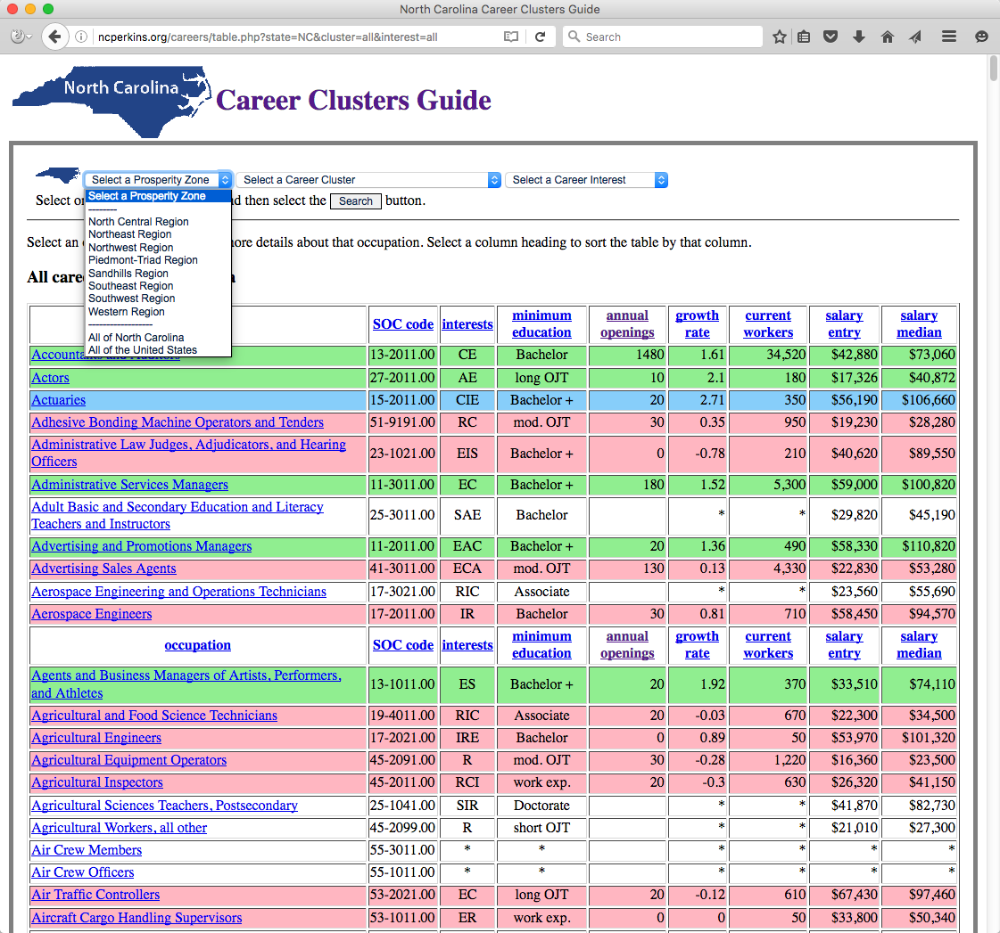 North Carolina Career Clusters Guide
ncperkins.org/careers/table.php?state=NC&cluster=all&interest=all
Search
North Carolina
Career Clusters Guide
Select a Prosperity Zone
Select a Career Cluster
Select a Career Interest
Select a Prosperity Zone
--------
North Central Region
Northeast Region
Northwest Region
Piedmont-Triad Region
Sandhills Region
Southeast Region
Southwest Region
Western Region
------------------
All of North Carolina
All of the United States
Select then select the Search button.
Select an details about that occupation. Select a column heading to sort the table by that column.
All
SOC code interests minimum education annual openings growth rate current workers salary entry salary median
Accountants and Auditors 13-2011.00 CE Bachelor 1480 1.61 34,520 $42,880 $73,060
Actors 27-2011.00 AE long OJT 10 2.1 180 $17,326 $40,872
Actuaries 15-2011.00 CIE Bachelor + 20 2.71 350 $56,190 $106,660
Adhesive Bonding Machine Operators and Tenders 51-9191.00 RC mod. OJT 30 0.35 950 $19,230 $28,280
Administrative Law Judges, Adjudicators, and Hearing Officers 23-1021.00 EIS Bachelor + 0 -0.78 210 $40,620 $89,550
Administrative Services Managers 11-3011.00 EC Bachelor + 180 1.52 5,300 $59,000 $100,820
Adult Basic and Secondary Education and Literacy Teachers and Instructors 25-3011.00 SAE Bachelor * * $29,820 $45,190
Advertising and Promotions Managers 11-2011.00 EAC Bachelor + 20 1.36 490 $58,330 $110,820
Advertising Sales Agents 41-3011.00 ECA mod. OJT 130 0.13 4,330 $22,830 $53,280
Aerospace Engineering and Operations Technicians 17-3021.00 RIC Associate * * $23,560 $55,690
Aerospace Engineers 17-2011.00 IR Bachelor 30 0.81 710 $58,450 $94,570
occupation SOC code interests minimum education annual openings growth rate current workers salary entry salary median
Agents and Business Managers of Artists, Performers, and Athletes 13-1011.00 ES Bachelor + 20 1.92 370 $33,510 $74,110
Agricultural and Food Science Technicians 19-4011.00 RIC Associate 20 -0.03 670 $22,300 $34,500
Agricultural Engineers 17-2021.00 IRE Bachelor 0 0.89 50 $53,970 $101,320
Agricultural Equipment Operators 45-2091.00 R mod. OJT 30 -0.28 1,220 $16,360 $23,500
Agricultural Inspectors 45-2011.00 RCI work exp. 20 -0.3 630 $26,320 $41,150
Agricultural Sciences Teachers, Postsecondary 25-1041.00 SIR Doctorate * * $41,870 $82,730
Agricultural Workers, all other 45-2099.00 R short OJT * * $21,010 $27,300
Air Crew Members 55-3011.00 * * * * * *
Air Crew Officers 55-1011.00 * * * * * *
Air Traffic Controllers 53-2021.00 EC long OJT 20 -0.12 610 $67,430 $97,460
Aircraft Cargo Handling Supervisors 53-1011.00 ER work exp. 0 0 50 $33,800 $50,340